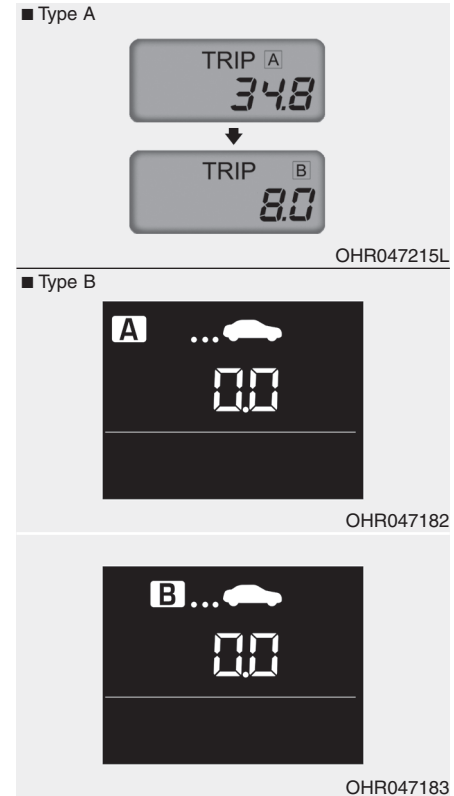 ■ Type A
TRIP A
34.8
TRIP B
8.0
OHR047215L
■ Type B
A ...
0.0
OHR047182
B ...
0.0
OHR047183